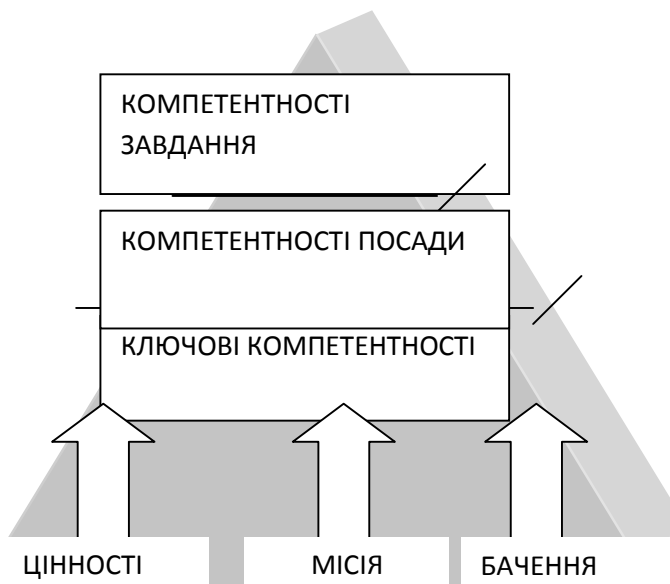 КОМПЕТЕНТНОСТІ
ЗАВДАННЯ
КОМПЕТЕНТНОСТІ ПОСАДИ
КЛЮЧОВІ КОМПЕТЕНТНОСТІ
ЦІННОСТІ
МІСІЯ
БАЧЕННЯ